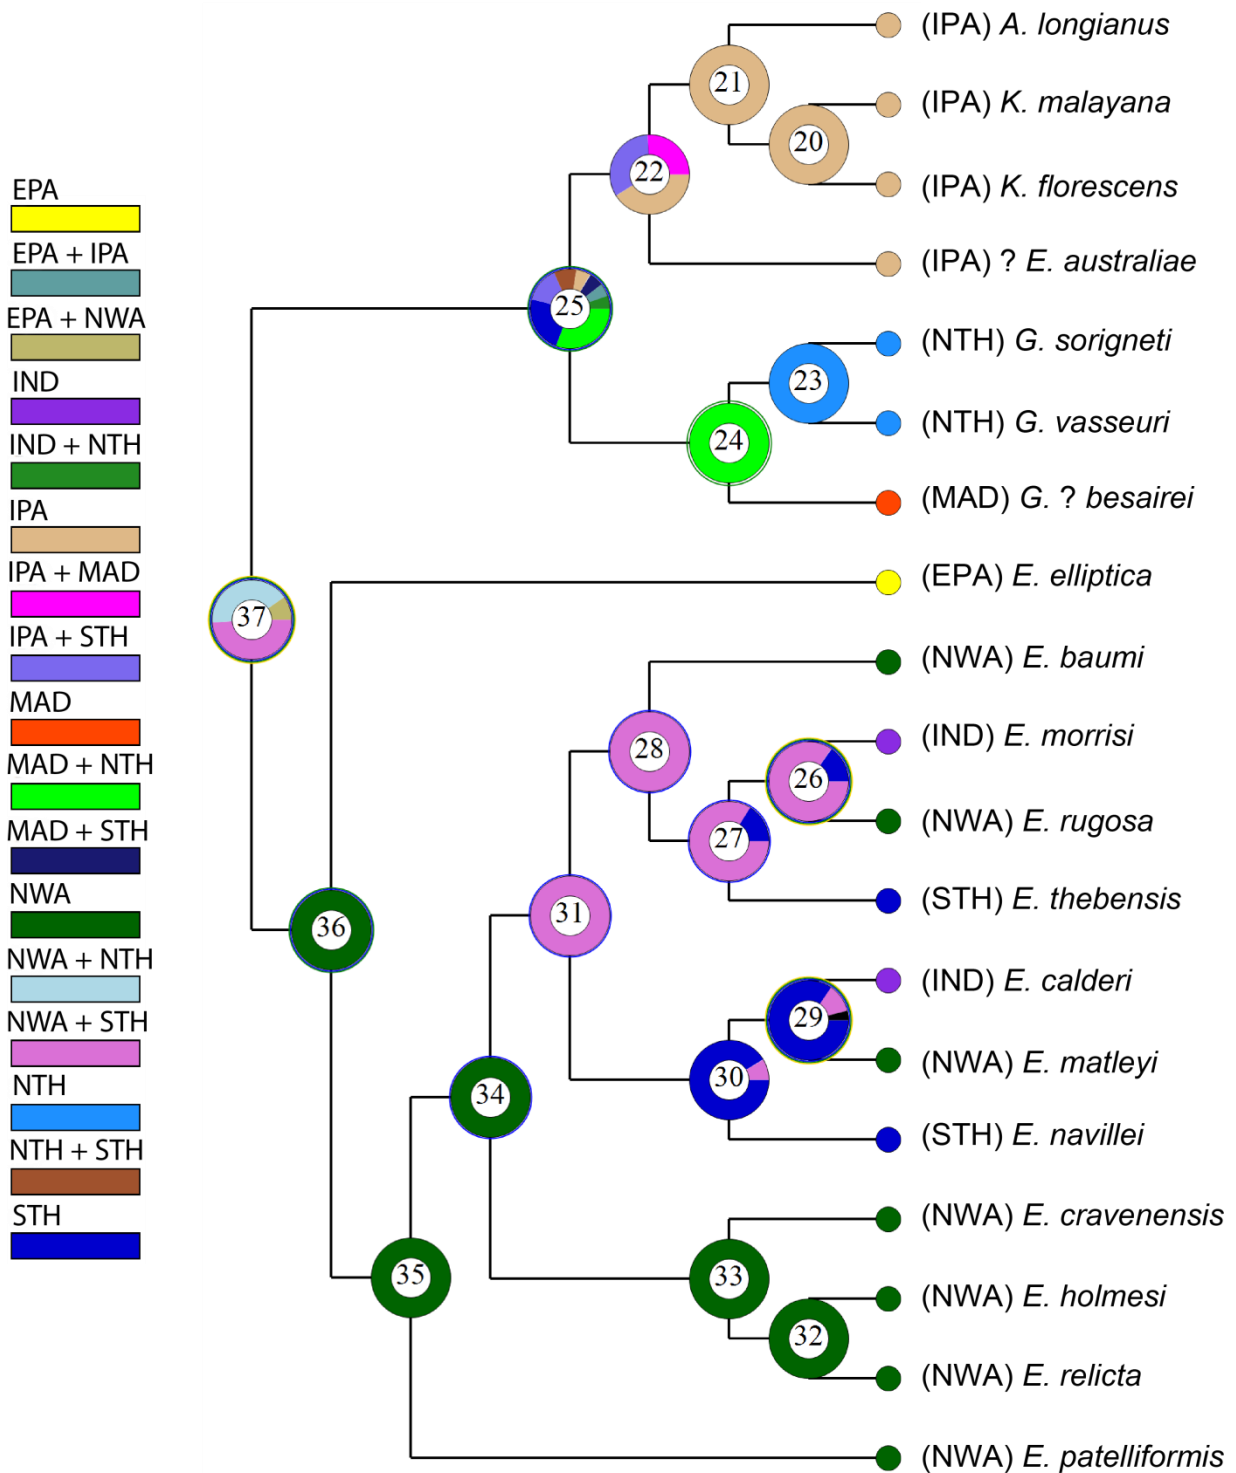 EPA
EPA + IPA
EPA + NWA
IND
IND + NTH
IPA
IPA + MAD
IPA + STH
MAD
MAD + NTH
MAD + STH
NWA
NWA + NTH
NWA + STH
NTH
NTH + STH
STH
(IPA) A. longianus
21
(IPA) K. malayana
20
22
(IPA) K. florescens
(IPA) ? E. australiae
25
(NTH) G. sorigneti
23
(NTH) G. vasseuri
24
(MAD) G. ? besairei
(EPA) E. elliptica
37
(NWA) E. baumi
28
(IND) E. morrisi
26
(NWA) E. rugosa
27
(STH) E. thebensis
31
36
(IND) E. calderi
29
(NWA) E. matleyi
30
34
(STH) E. navillei
(NWA) E. cravenensis
33
35
(NWA) E. holmesi
32
(NWA) E. relicta
(NWA) E. patelliformis